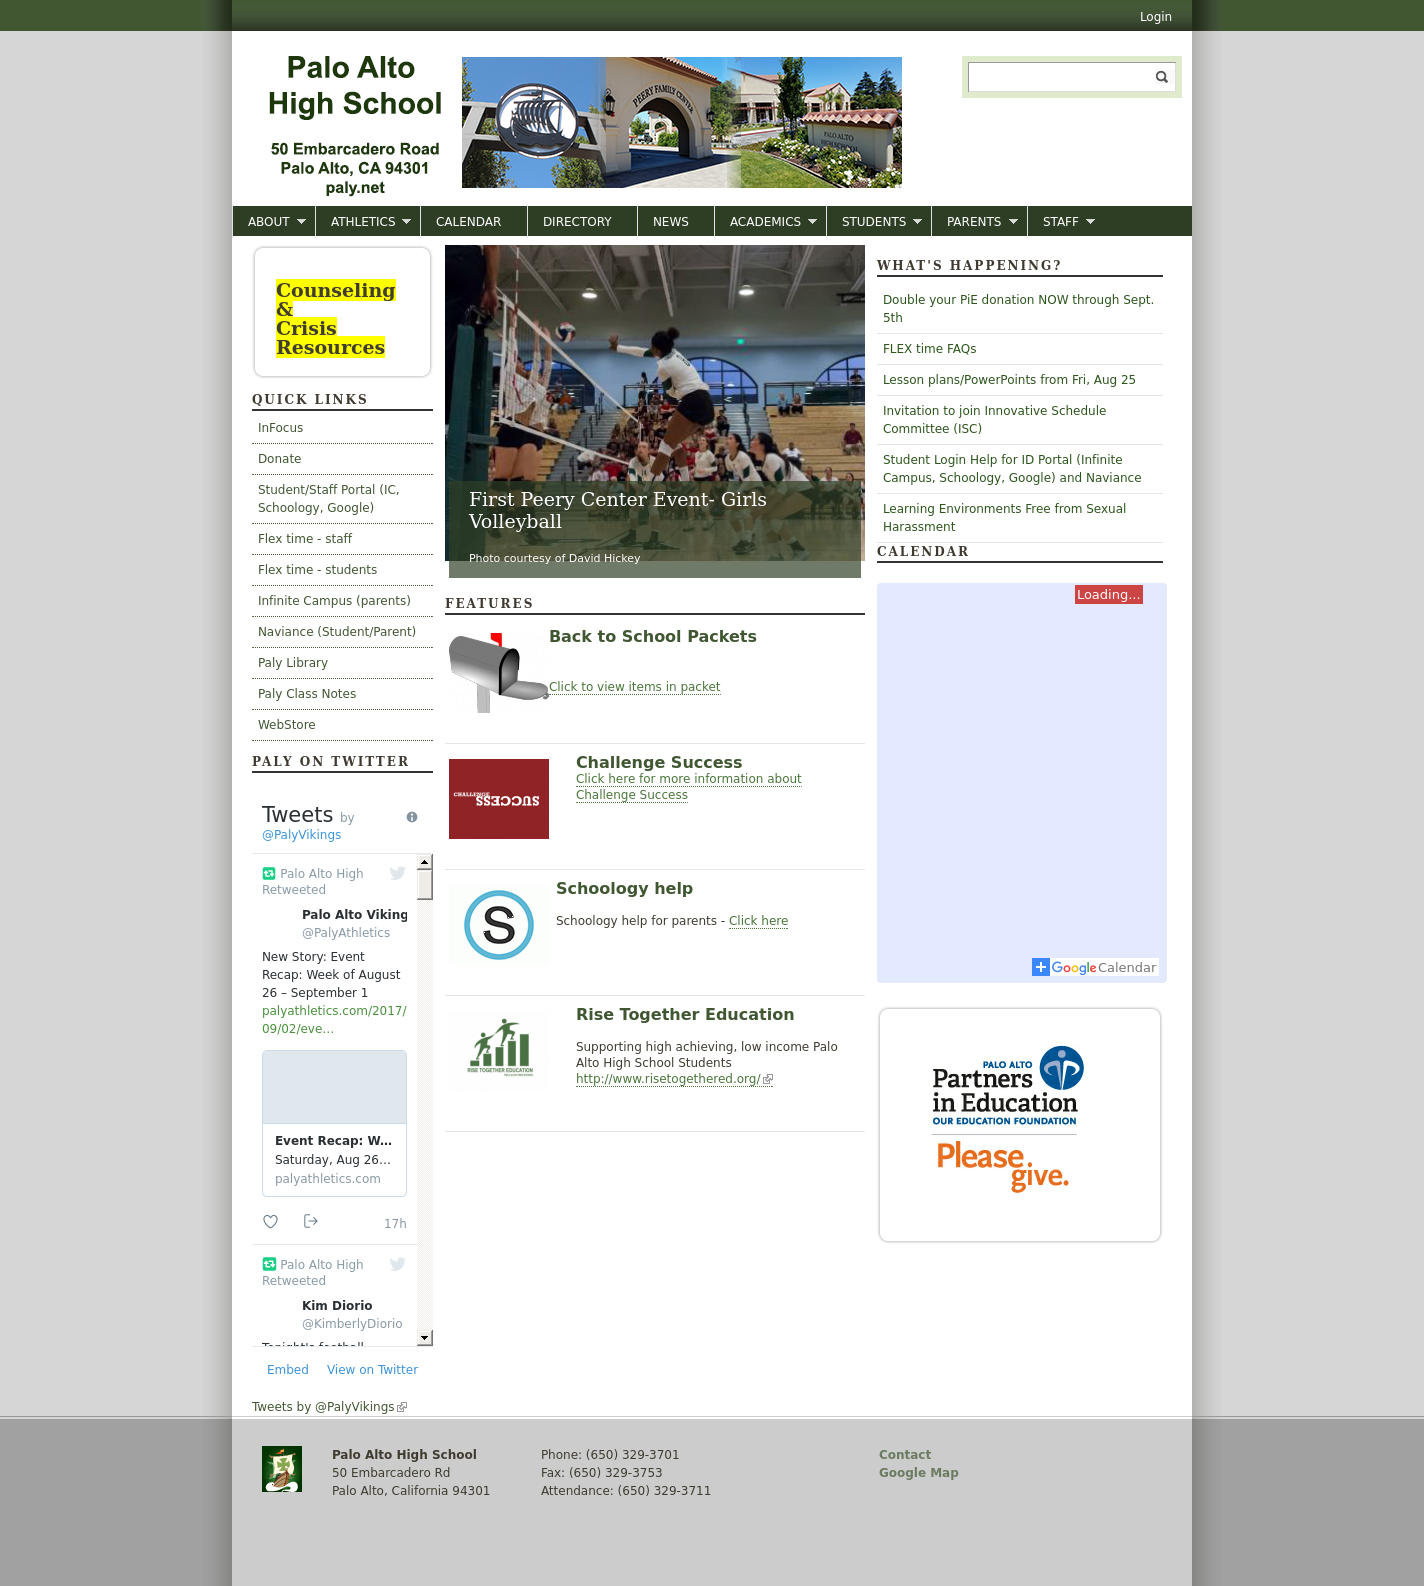 Login
Palo Alto
High School
50 Embarcadero Road
Palo Alto, CA 94301
paly.net
PEERY FAMILY CENTER
PALO ALTO
HIGH SCHOOL
ABOUT ATHLETICS CALENDAR DIRECTORY NEWS ACADEMICS STUDENTS PARENTS STAFF
Counseling
&
Crisis
Resources
QUICK LINKS
InFocus
Donate
Student/Staff Portal (IC,
Schoology, Google)
Flex time - staff
Flex time - students
Infinite Campus (parents)
Naviance (Student/Parent)
Paly Library
Paly Class Notes
WebStore
PALY ON TWITTER
Tweets by
@PalyVikings
Palo Alto High
Retweeted
Palo Alto Viking
@PalyAthletics
New Story: Event
Recap: Week of August
26 – September 1
palyathletics.com/2017/
09/02/eve…
Event Recap: W…
Saturday, Aug 26…
palyathletics.com
17h
Palo Alto High
Retweeted
Kim Diorio
@KimberlyDiorio
Tonight's football
Embed View on Twitter
Tweets by @PalyVikings
First Peery Center Event- Girls
Volleyball
Photo courtesy of David Hickey
FEATURES
Back to School Packets
Click to view items in packet
CHALLENGE
SUCCESS
Challenge Success
Click here for more information about
Challenge Success
S
Schoology help
Schoology help for parents - Click here
RISE TOGETHER EDUCATION
Rise Together Education
Supporting high achieving, low income Palo
Alto High School Students
http://www.risetogethered.org/
WHAT'S HAPPENING?
Double your PiE donation NOW through Sept.
5th
FLEX time FAQs
Lesson plans/PowerPoints from Fri, Aug 25
Invitation to join Innovative Schedule
Committee (ISC)
Student Login Help for ID Portal (Infinite
Campus, Schoology, Google) and Naviance
Learning Environments Free from Sexual
Harassment
CALENDAR
Loading...
Google Calendar
PALO ALTO
Partners
in Education
OUR EDUCATION FOUNDATION
Please
give.
Palo Alto High School
50 Embarcadero Rd
Palo Alto, California 94301
Phone: (650) 329-3701
Fax: (650) 329-3753
Attendance: (650) 329-3711
Contact
Google Map